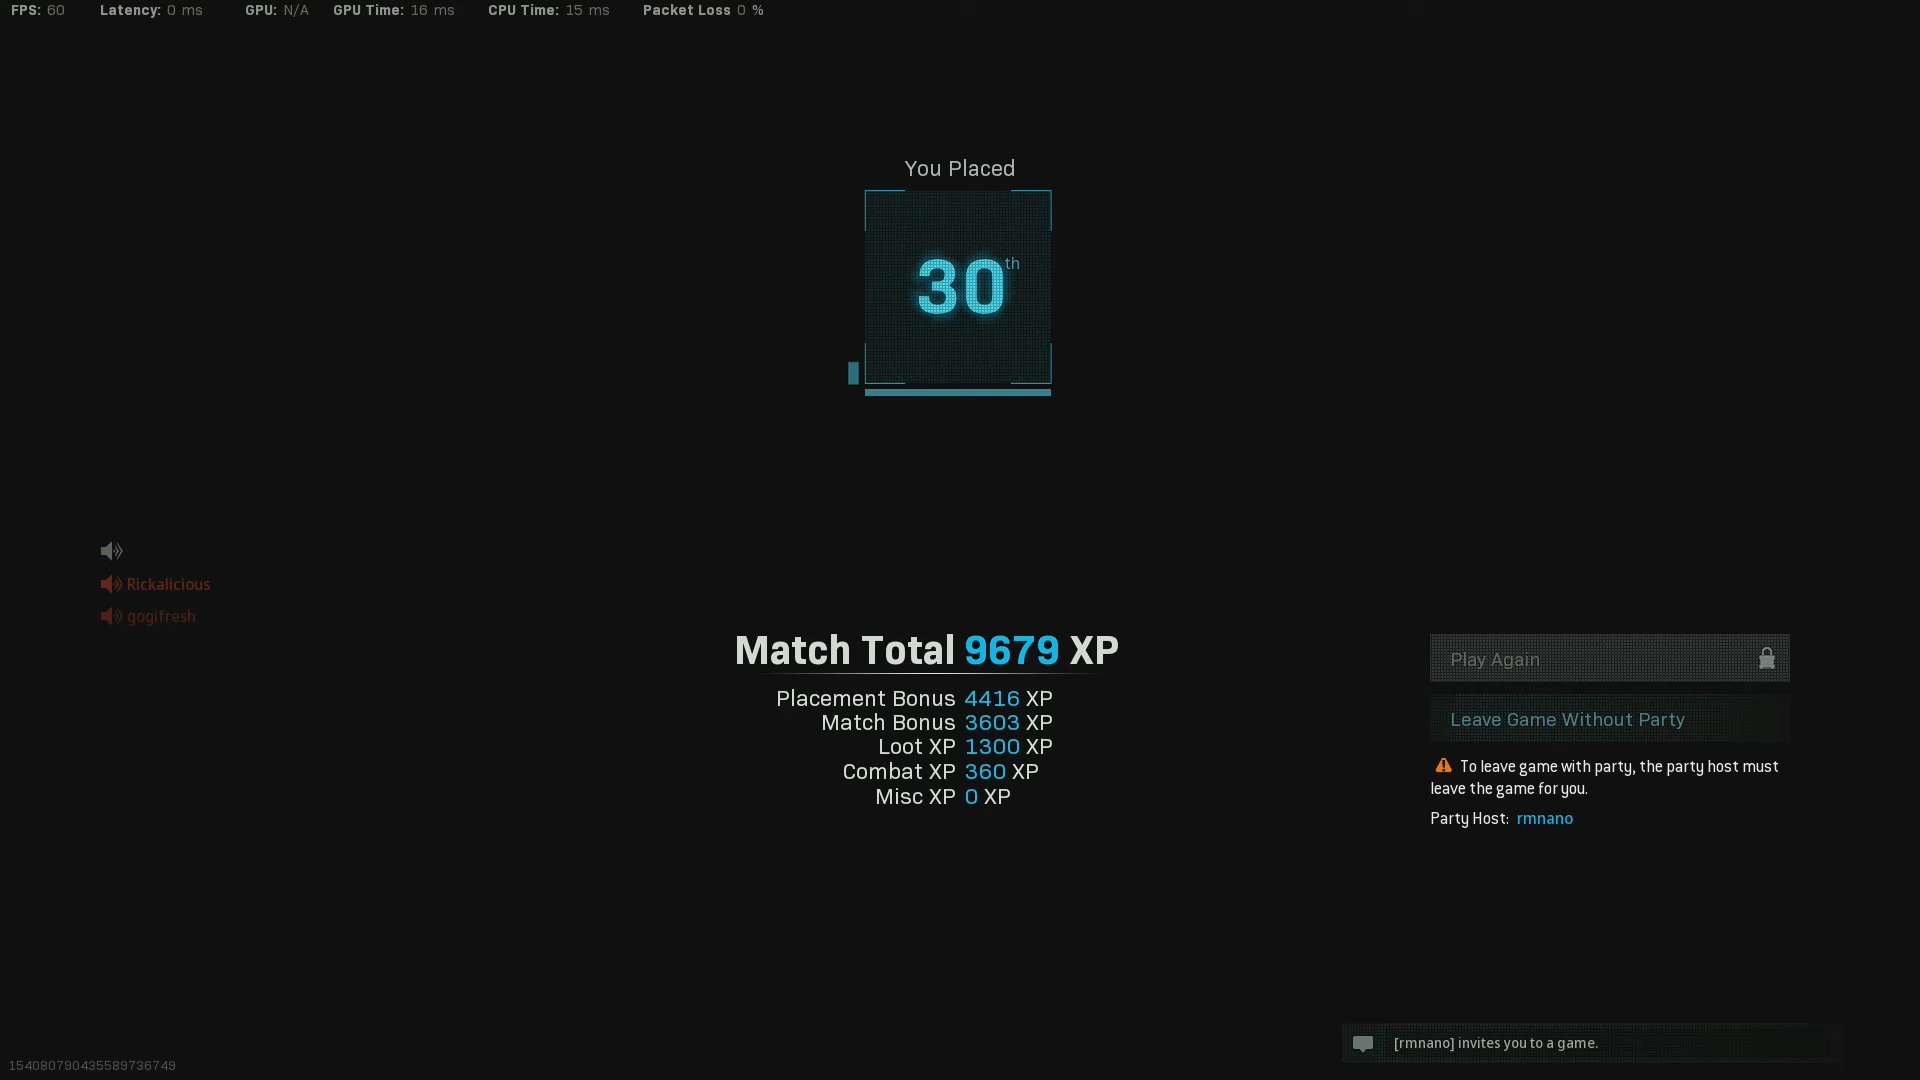 FPS: 60 Latency: 0 ms GPU: N/A GPU Time: 16 ms CPU Time: 15 ms Packet Loss 0 %
You Placed
30th
Rickalicious
gogifresh
Match Total 9679 XP
Placement Bonus 4416 XP
Match Bonus 3603 XP
Loot XP 1300 XP
Combat XP 360 XP
Misc XP 0 XP
Play Again
Leave Game Without Party
To leave game with party, the party host must
leave the game for you.
Party Host: rmnano
[rmnano] invites you to a game.
154080790435589736749